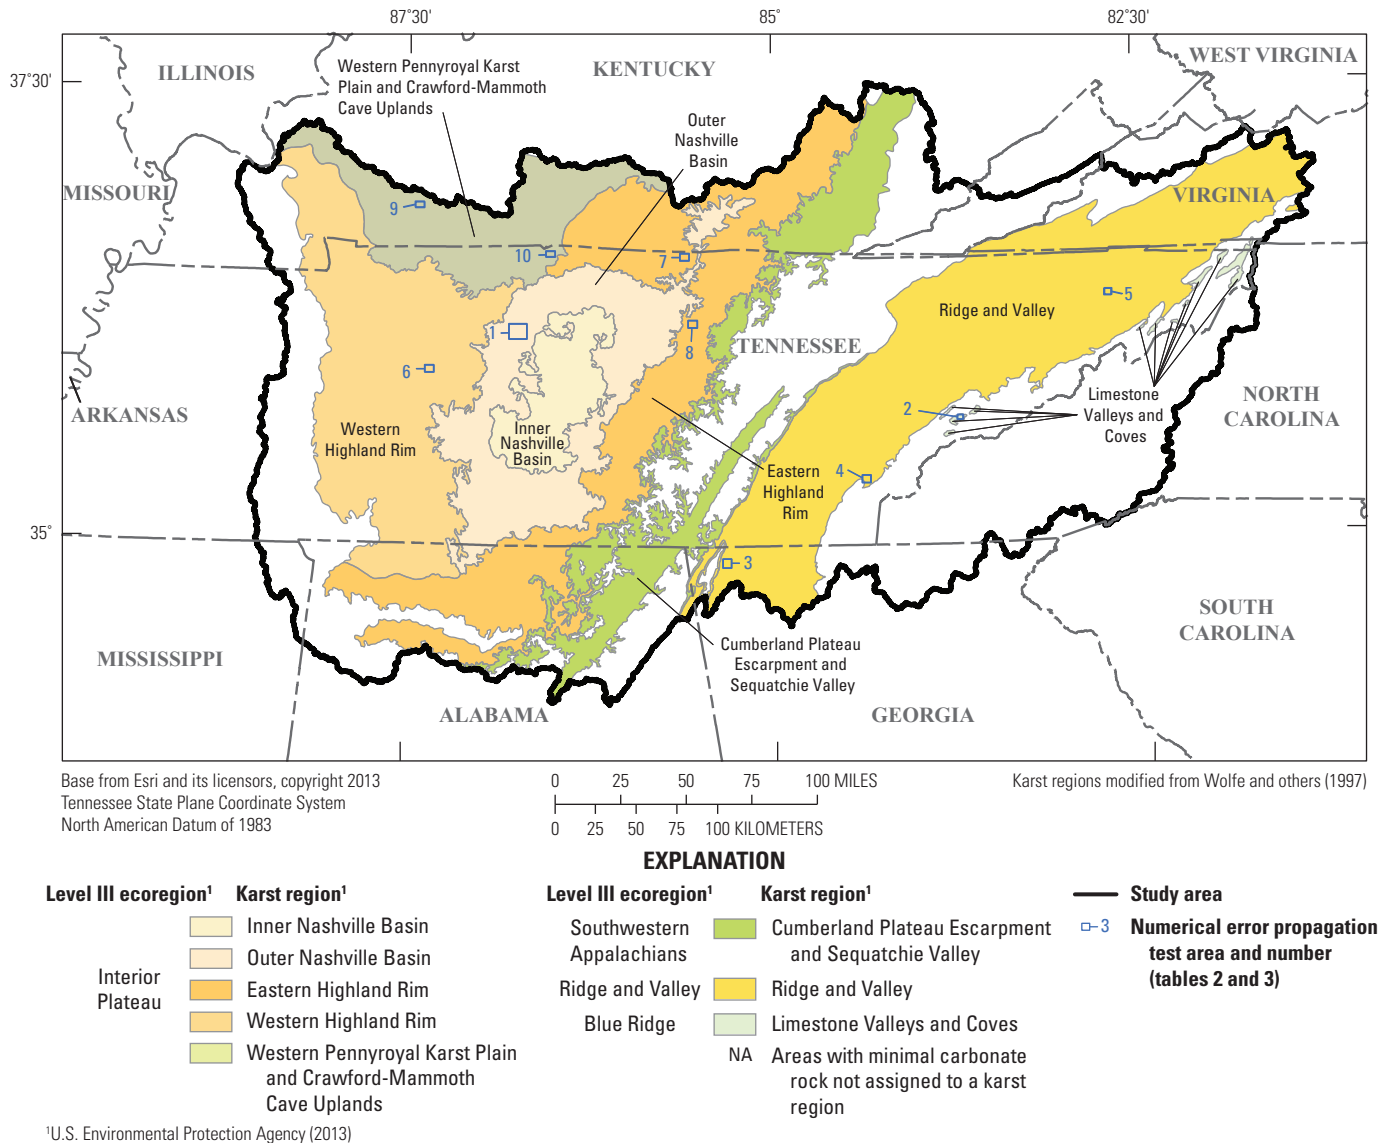 87°30'
85°
82°30'
37°30'
35°
ILLINOIS
Western Pennyroyal Karst
Plain and Crawford-Mammoth
Cave Uplands
KENTUCKY
WEST VIRGINIA
Outer
Nashville
Basin
MISSOURI
VIRGINIA
9
10
7
5
Ridge and Valley
1
8
TENNESSEE
6
ARKANSAS
Limestone
Valleys and
Coves
NORTH
CAROLINA
2
Western
Highland Rim
Inner
Nashville
Basin
4
Eastern
Highland
Rim
3
SOUTH
CAROLINA
MISSISSIPPI
Cumberland Plateau
Escarpment and
Sequatchie Valley
ALABAMA
GEORGIA
Base from Esri and its licensors, copyright 2013
Tennessee State Plane Coordinate System
North American Datum of 1983
0 25 50 75 100 MILES
0 25 50 75 100 KILOMETERS
Karst regions modified from Wolfe and others (1997)
EXPLANATION
Level III ecoregion¹ Karst region¹
Interior
Plateau
Inner Nashville Basin
Outer Nashville Basin
Eastern Highland Rim
Western Highland Rim
Western Pennyroyal Karst Plain
and Crawford-Mammoth
Cave Uplands
Level III ecoregion¹ Karst region¹
Southwestern
Appalachians
Cumberland Plateau Escarpment
and Sequatchie Valley
Ridge and Valley Ridge and Valley
Blue Ridge Limestone Valleys and Coves
NA Areas with minimal carbonate
rock not assigned to a karst
region
Study area
3 Numerical error propagation
test area and number
(tables 2 and 3)
¹U.S. Environmental Protection Agency (2013)